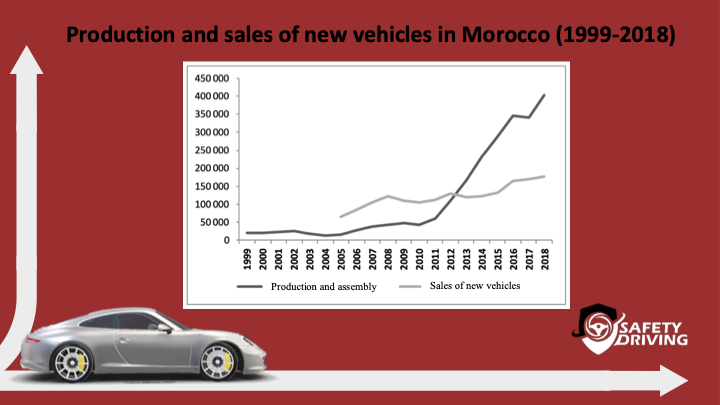 Production and sales of new vehicles in Morocco (1999-2018)
450 000
400 000
350 000
300 000
250 000
200 000
150 000
100 000
50 000
0
1999 2000 2001 2002 2003 2004 2005 2006 2007 2008 2009 2010 2011 2012 2013 2014 2015 2016 2017 2018
Production and assembly Sales of new vehicles
SAFETY
DRIVING